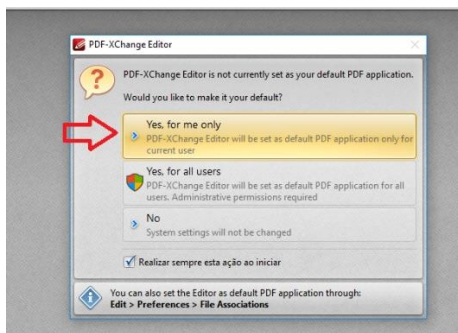 PDF-XChange Editor
PDF-XChange Editor is not currently set as your default PDF application.
Would you like to make it your default?
Yes, for me only
PDF-XChange Editor will be set as default PDF application only for
current user
Yes, for all users
PDF-XChange Editor will be set as default PDF application for all
users. Administrative permissions required
No
System settings will not be changed
Realizar sempre esta ação ao iniciar
You can also set the Editor as default PDF application through:
Edit > Preferences > File Associations